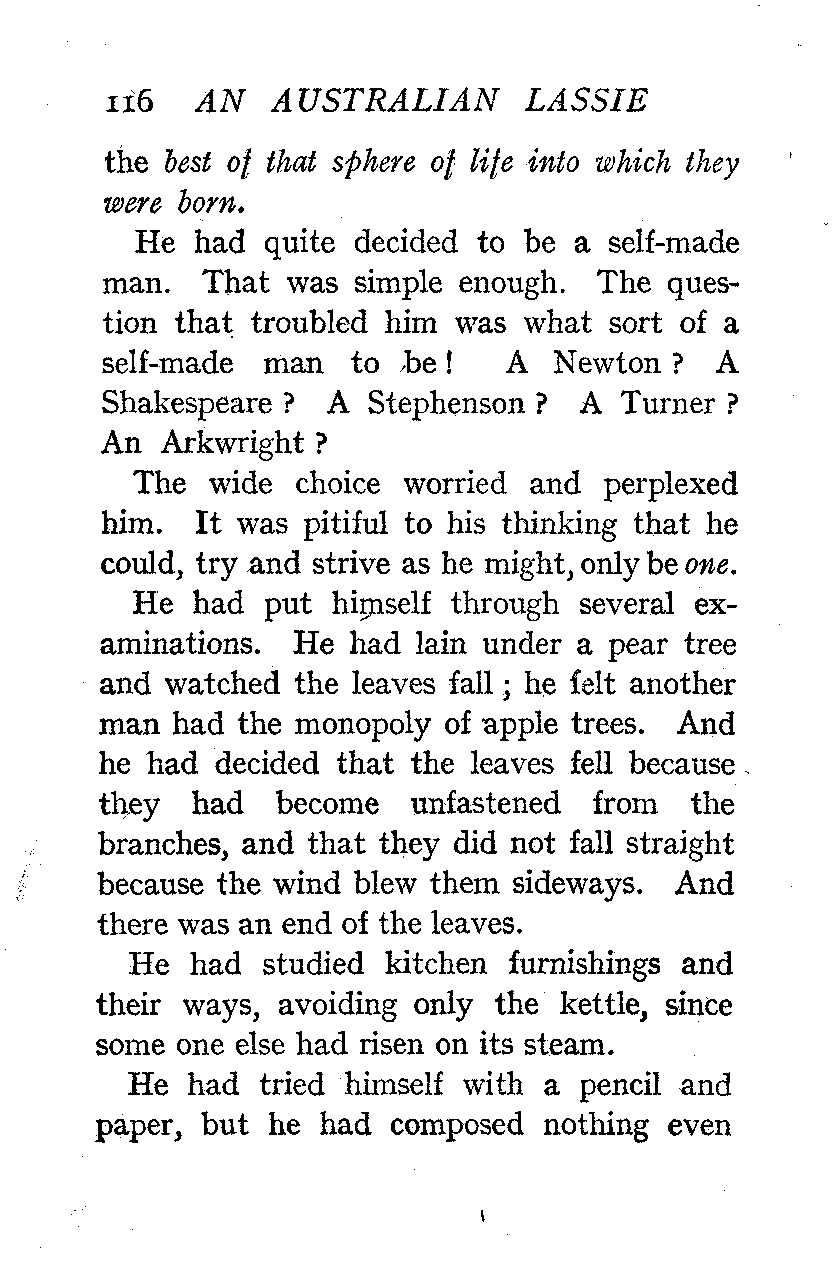 116 AN AUSTRALIAN LASSIE
the best of that sphere of life into which they
were born.
He had quite decided to be a self-made
man. That was simple enough. The ques-
tion that troubled him was what sort of a
self-made man to be! A Newton? A
Shakespeare? A Stephenson? A Turner?
An Arkwright?
The wide choice worried and perplexed
him. It was pitiful to his thinking that he
could, try and strive as he might, only be one.
He had put himself through several ex-
aminations. He had lain under a pear tree
and watched the leaves fall; he felt another
man had the monopoly of apple trees. And
he had decided that the leaves fell because
they had become unfastened from the
branches, and that they did not fall straight
because the wind blew them sideways. And
there was an end of the leaves.
He had studied kitchen furnishings and
their ways, avoiding only the kettle, since
some one else had risen on its steam.
He had tried himself with a pencil and
paper, but he had composed nothing even